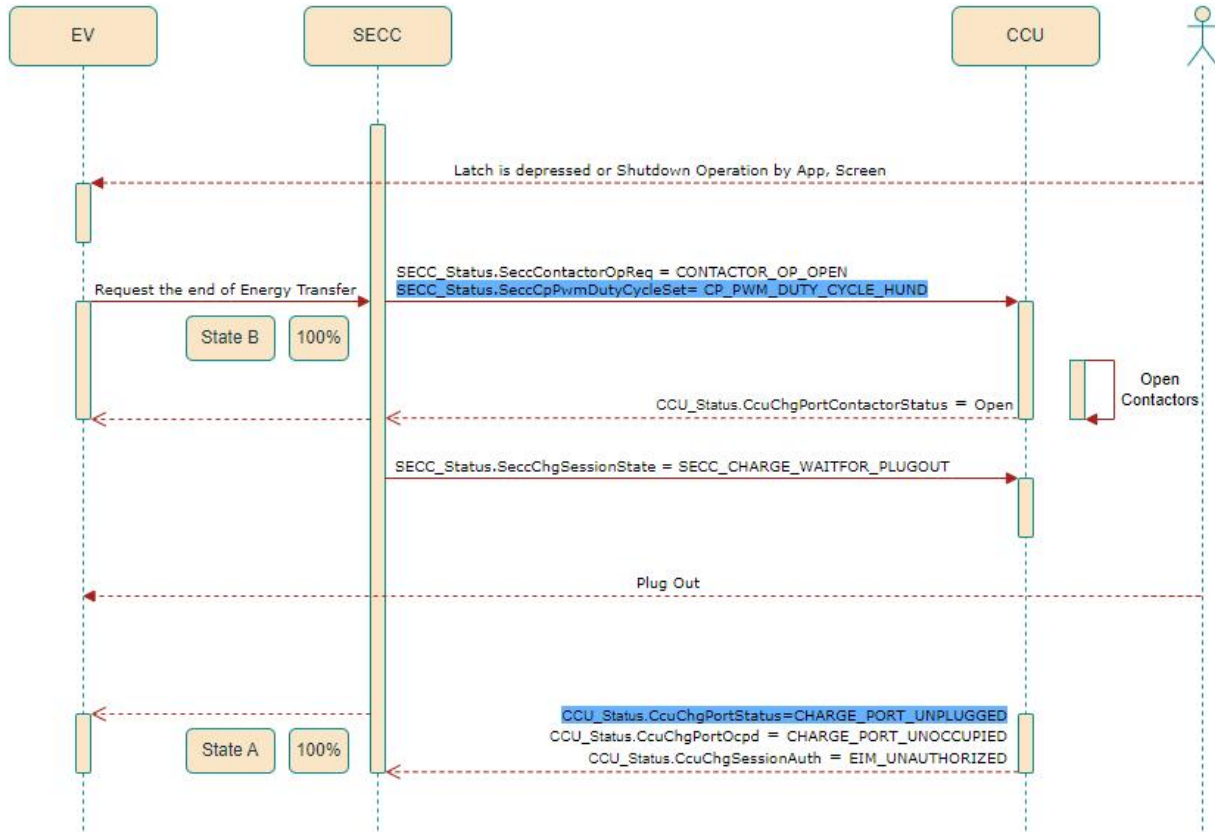 EV
SECC
CCU
Latch is depressed or Shutdown Operation by App, Screen
SECC_Status.SeccContactorOpReq = CONTACTOR_OP_OPEN
Request the end of Energy Transfer
SECC_Status.SeccCpPwmDutyCycleSet= CP_PWM_DUTY_CYCLE_HUND
State B
100%
Open
Contactors
CCU_Status.CcuChgPortContactorStatus = Open
SECC_Status.SeccChgSessionState = SECC_CHARGE_WAITFOR_PLUGOUT
Plug Out
CCU_Status.CcuChgPortStatus=CHARGE_PORT_UNPLUGGED
CCU_Status.CcuChgPortOcpd = CHARGE_PORT_UNOCCUPIED
State A
100%
CCU_Status.CcuChgSessionAuth = EIM_UNAUTHORIZED